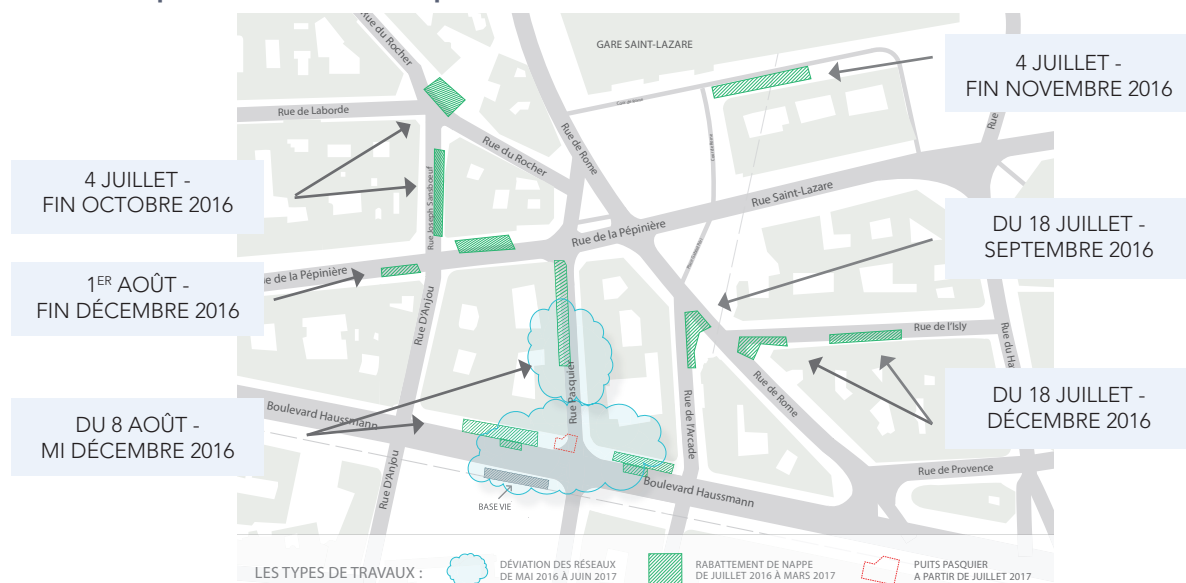 Rue du Rocher
GARE SAINT-LAZARE
4 JUILLET -
FIN NOVEMBRE 2016
Rue de Laborde
Rue de Rome
Rue du Rocher
4 JUILLET -
FIN OCTOBRE 2016
Rue Joseph Sansbœuf
Rue Saint-Lazare
Rue de la Pépinière
DU 18 JUILLET -
SEPTEMBRE 2016
ue de la Pépinière
1ER AOÛT -
FIN DÉCEMBRE 2016
Rue D'Anjou
Rue de l'Isly
Rue du Ha
Rue Pasquier
Rue de l'Arcade
Rue de Rome
DU 18 JUILLET -
DÉCEMBRE 2016
Boulevard Haussmann
DU 8 AOÛT -
MI DÉCEMBRE 2016
Rue D'Anjou
Rue de Provence
Boulevard Haussmann
BASE VIE
LES TYPES DE TRAVAUX :
DÉVIATION DES RÉSEAUX
DE MAI 2016 À JUIN 2017
RABATTEMENT DE NAPPE
DE JUILLET 2016 À MARS 2017
PUITS PASQUIER
A PARTIR DE JUILLET 2017